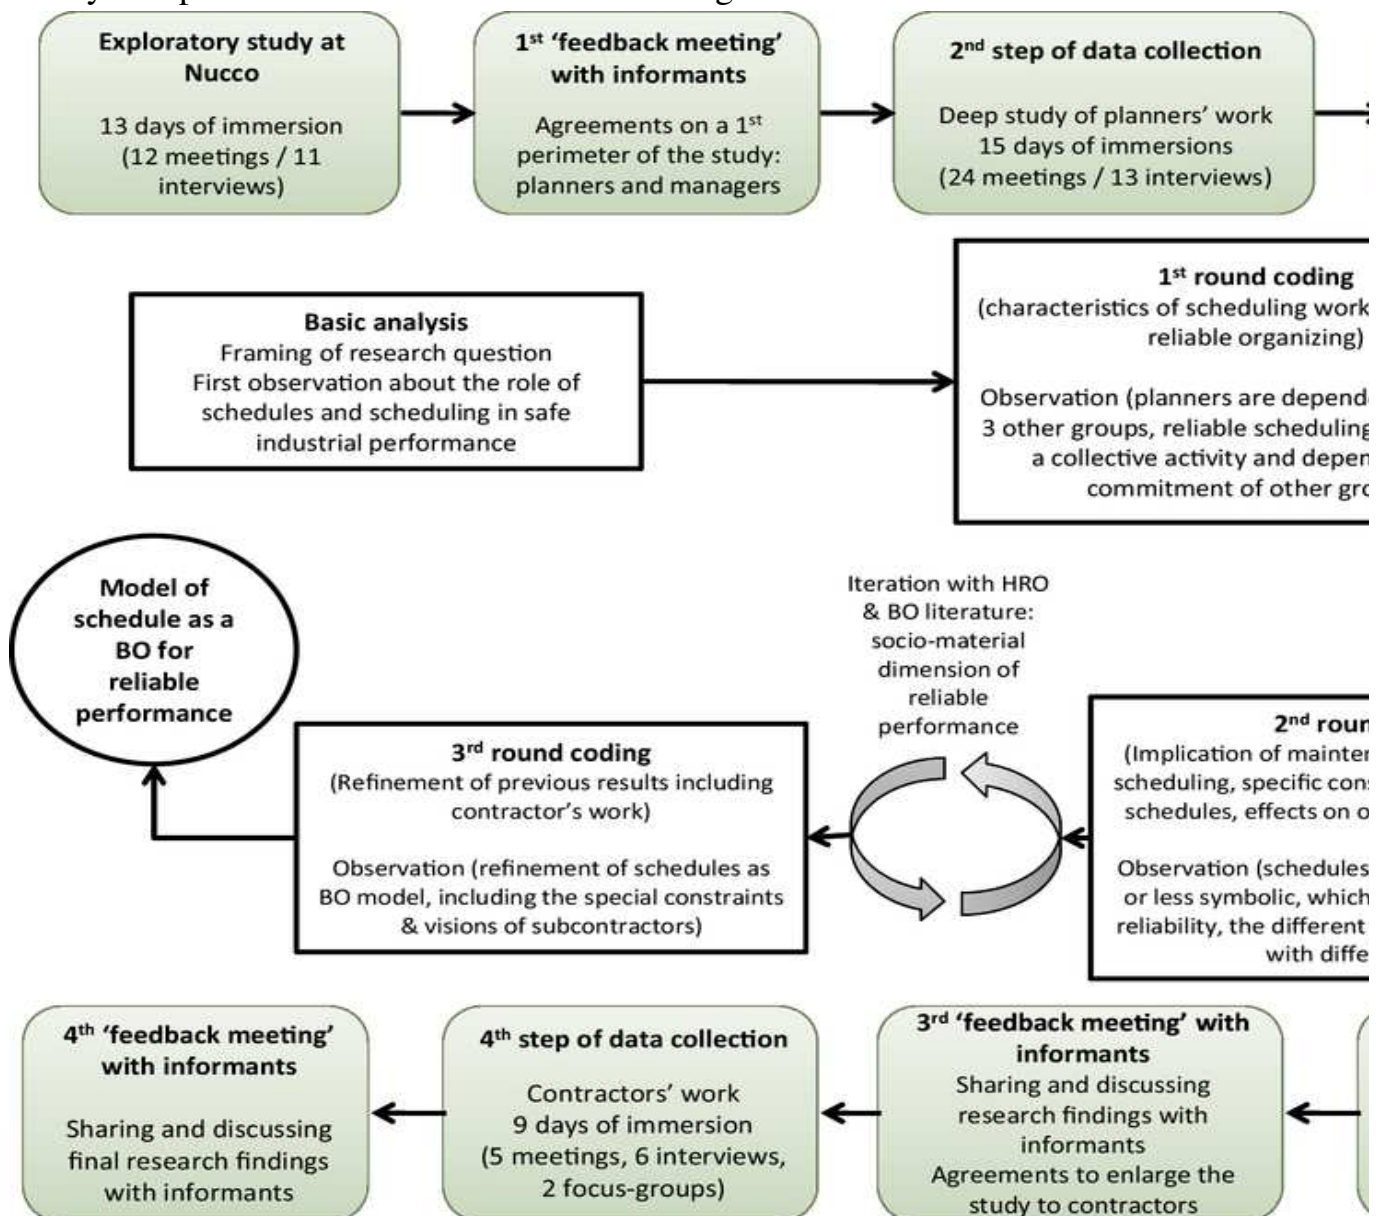 Exploratory study at
Nucco
13 days of immersion
(12 meetings / 11
interviews)
1st ‘feedback meeting’
with informants
Agreements on a 1st
perimeter of the study:
planners and managers
2nd step of data collection
Deep study of planners’ work
15 days of immersions
(24 meetings / 13 interviews)
Basic analysis
Framing of research question
First observation about the role of
schedules and scheduling in safe
industrial performance
1st round coding
(characteristics of scheduling work
reliable organizing)
Observation (planners are
3 other groups, reliable scheduling
a collective activity and
commitment of other
Model of
schedule as a
BO for
reliable
performance
Iteration with HRO
& BO literature:
socio-material
dimension of
reliable
performance
2nd
(Implication of
scheduling, specific
schedules, effects on
Observation (schedules
or less symbolic, which
reliability, the different
with
3rd round coding
(Refinement of previous results including
contractor’s work)
Observation (refinement of schedules as
BO model, including the special constraints
& visions of subcontractors)
4th ‘feedback meeting’
with informants
Sharing and discussing
final research findings
with informants
4th step of data collection
Contractors’ work
9 days of immersion
(5 meetings, 6 interviews,
2 focus-groups)
3rd ‘feedback meeting’ with
informants
Sharing and discussing
research findings with
informants
Agreements to enlarge the
study to contractors